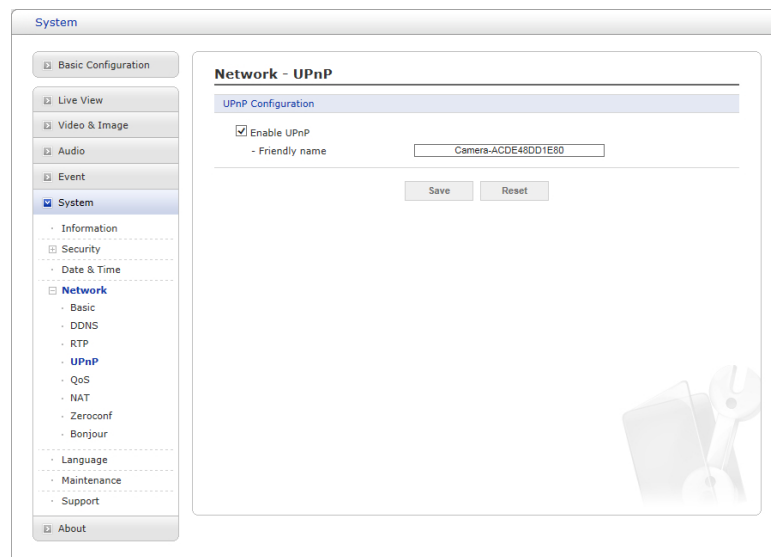 System
Basic Configuration
Live View
Video & Image
Audio
Event
System
· Information
Security
· Date & Time
Network
· Basic
· DDNS
· RTP
· UPnP
· QoS
· NAT
· Zeroconf
· Bonjour
· Language
· Maintenance
· Support
About
Network - UPnP
UPnP Configuration
Enable UPnP
- Friendly name Camera-ACDE48DD1E80
Save Reset